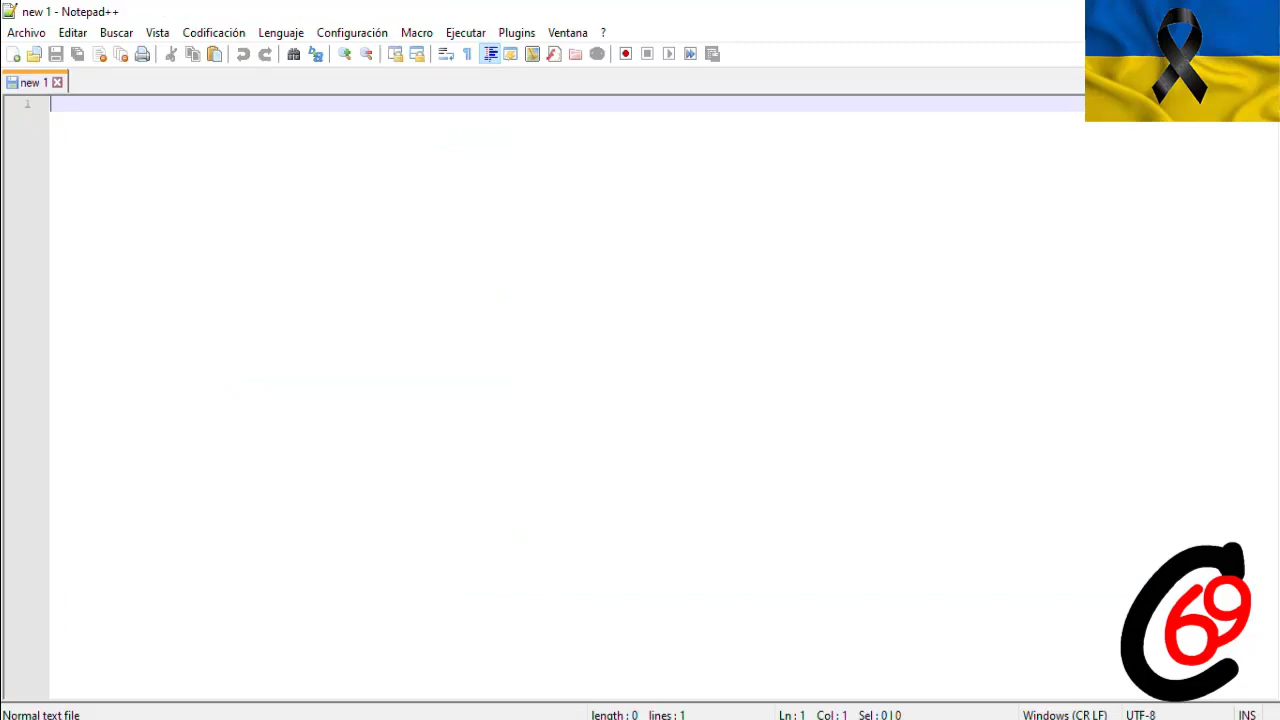 new 1 - Notepad++
Archivo Editar Buscar Vista Codificación Lenguaje Configuración Macro Ejecutar Plugins Ventana ?
new 1
1
69
Normal text file length : 0 lines : 1 Ln : 1 Col : 1 Sel : 0 | 0 Windows (CR LF) UTF-8 INS